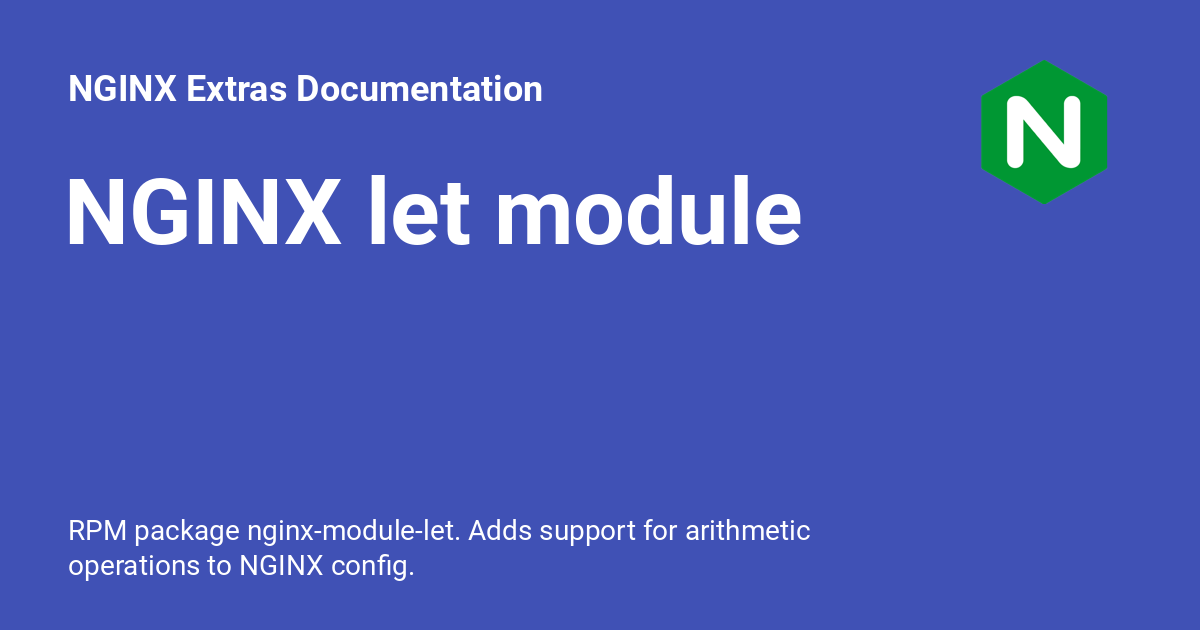 NGINX Extras Documentation
N
NGINX let module
RPM package nginx-module-let. Adds support for arithmetic
operations to NGINX config.